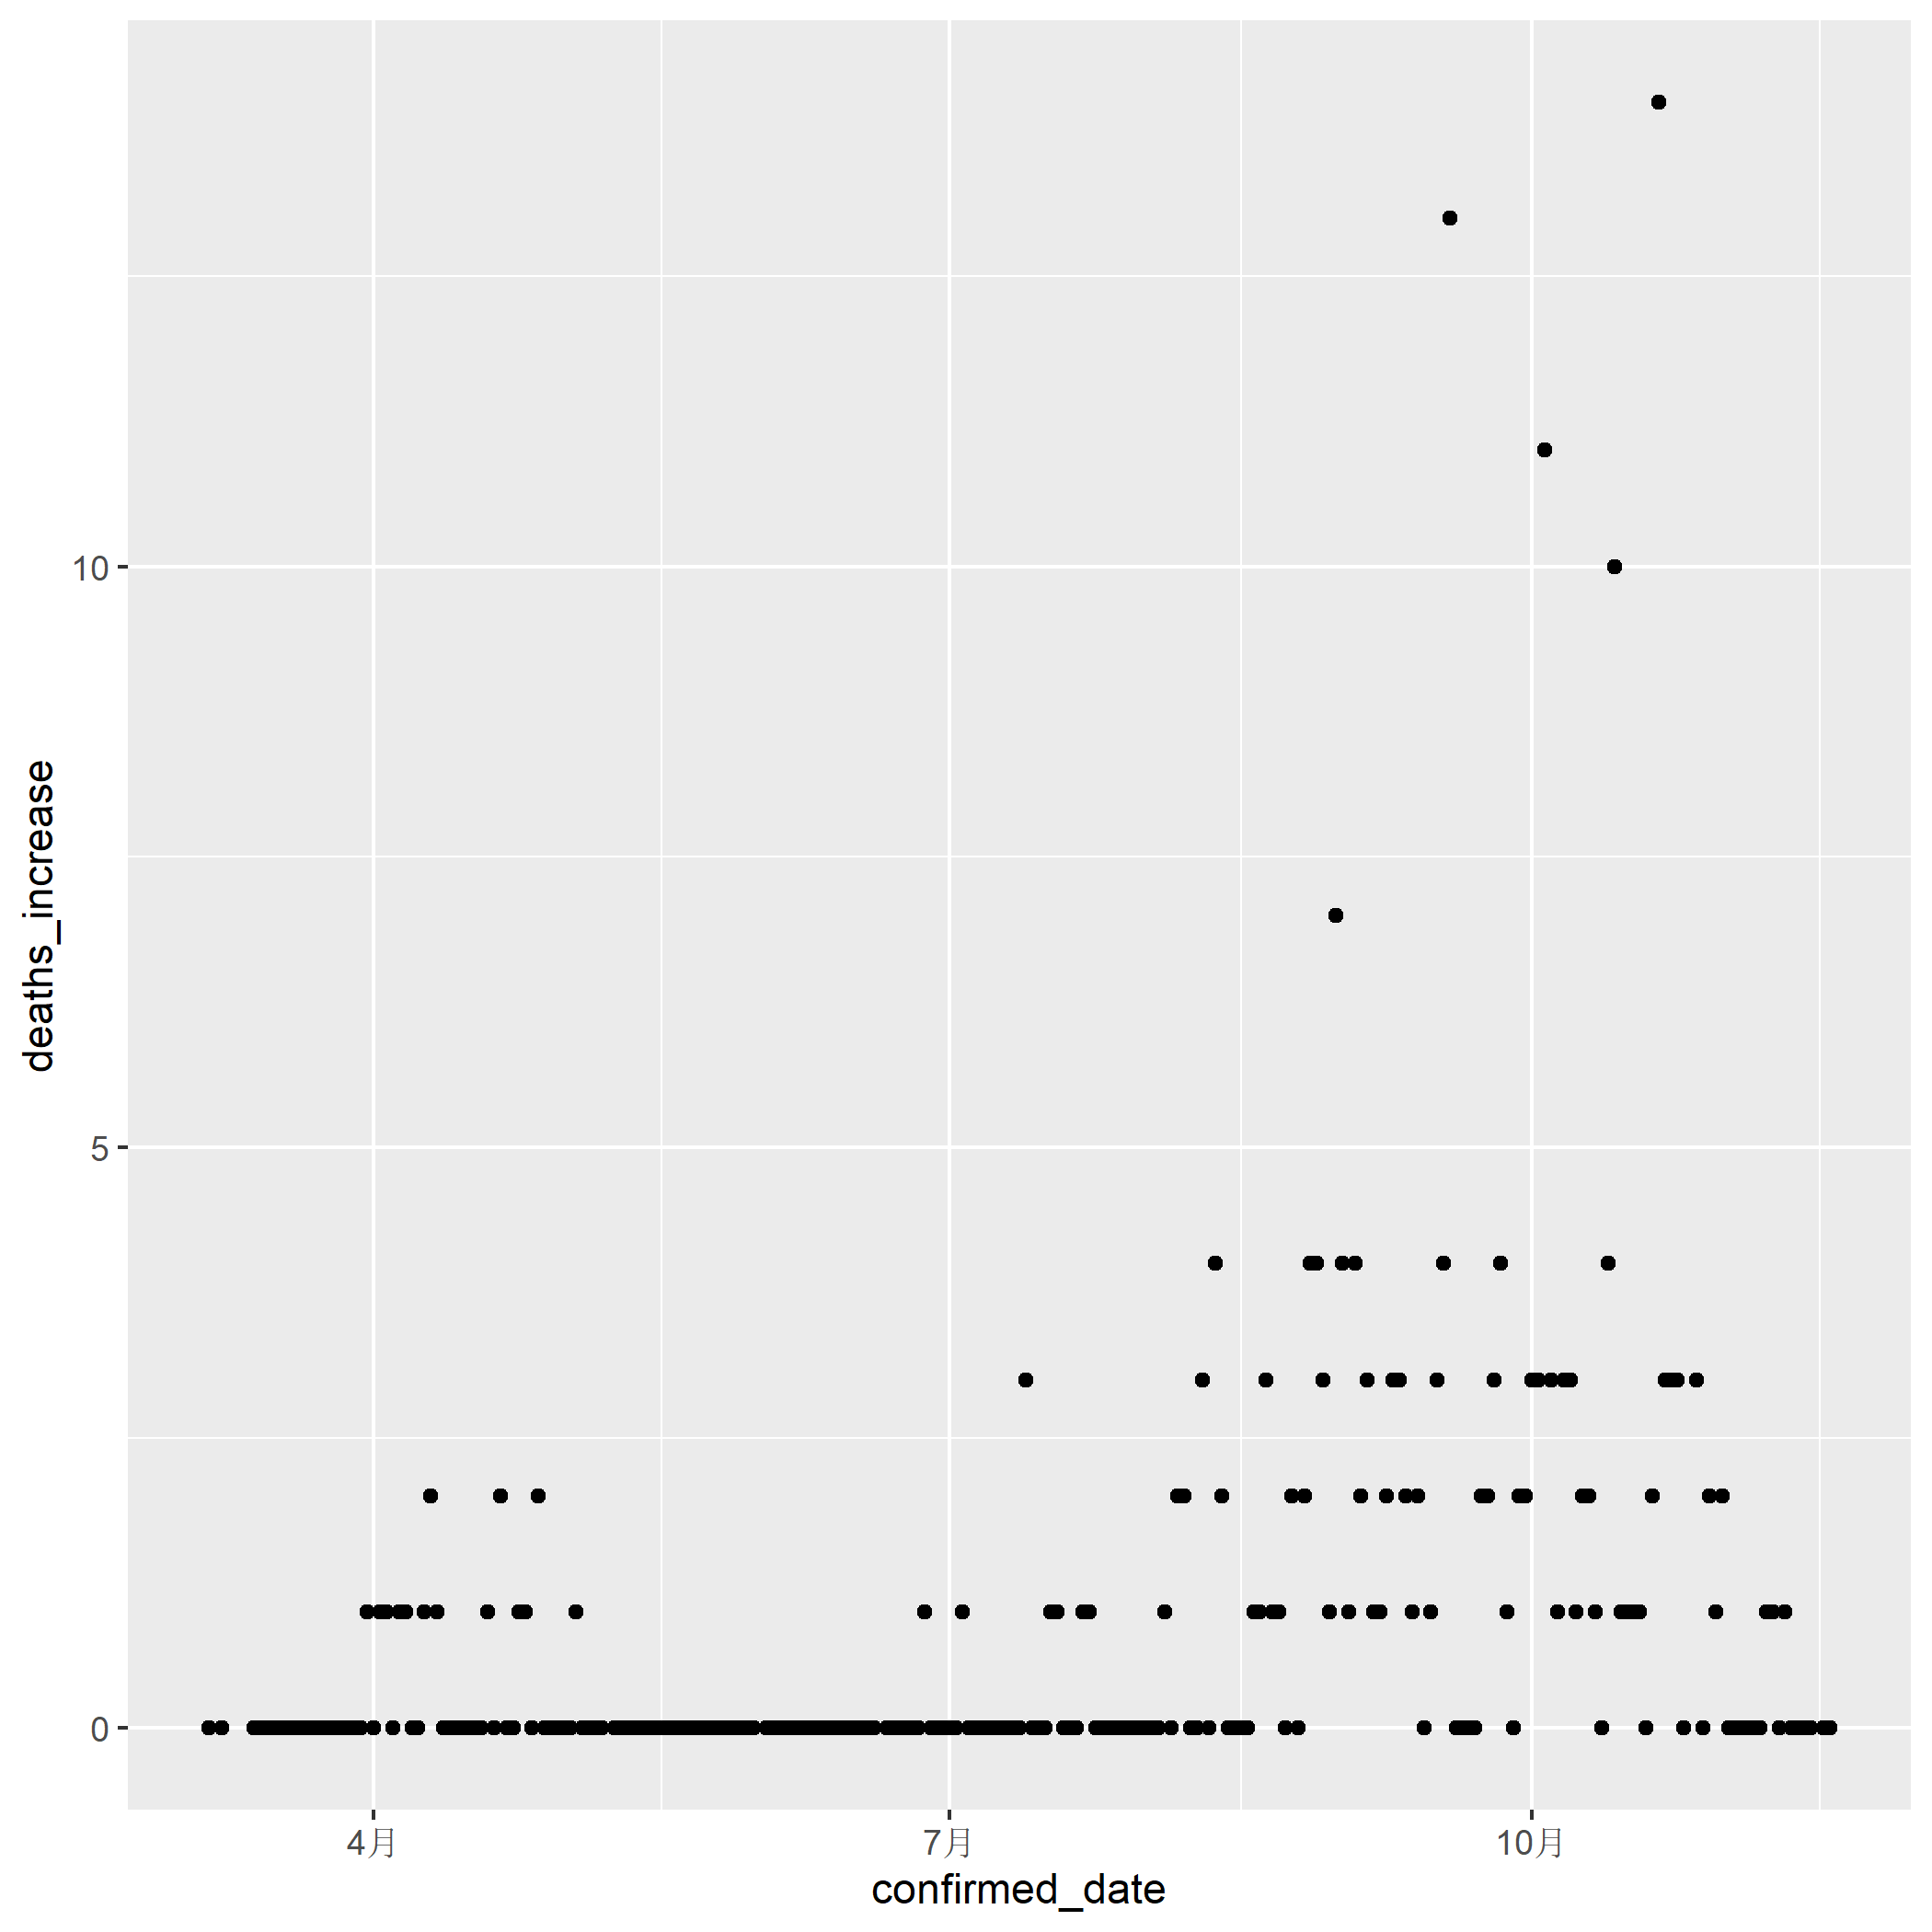 deaths_increase
10
5
0
4月
7月
10月
confirmed_date